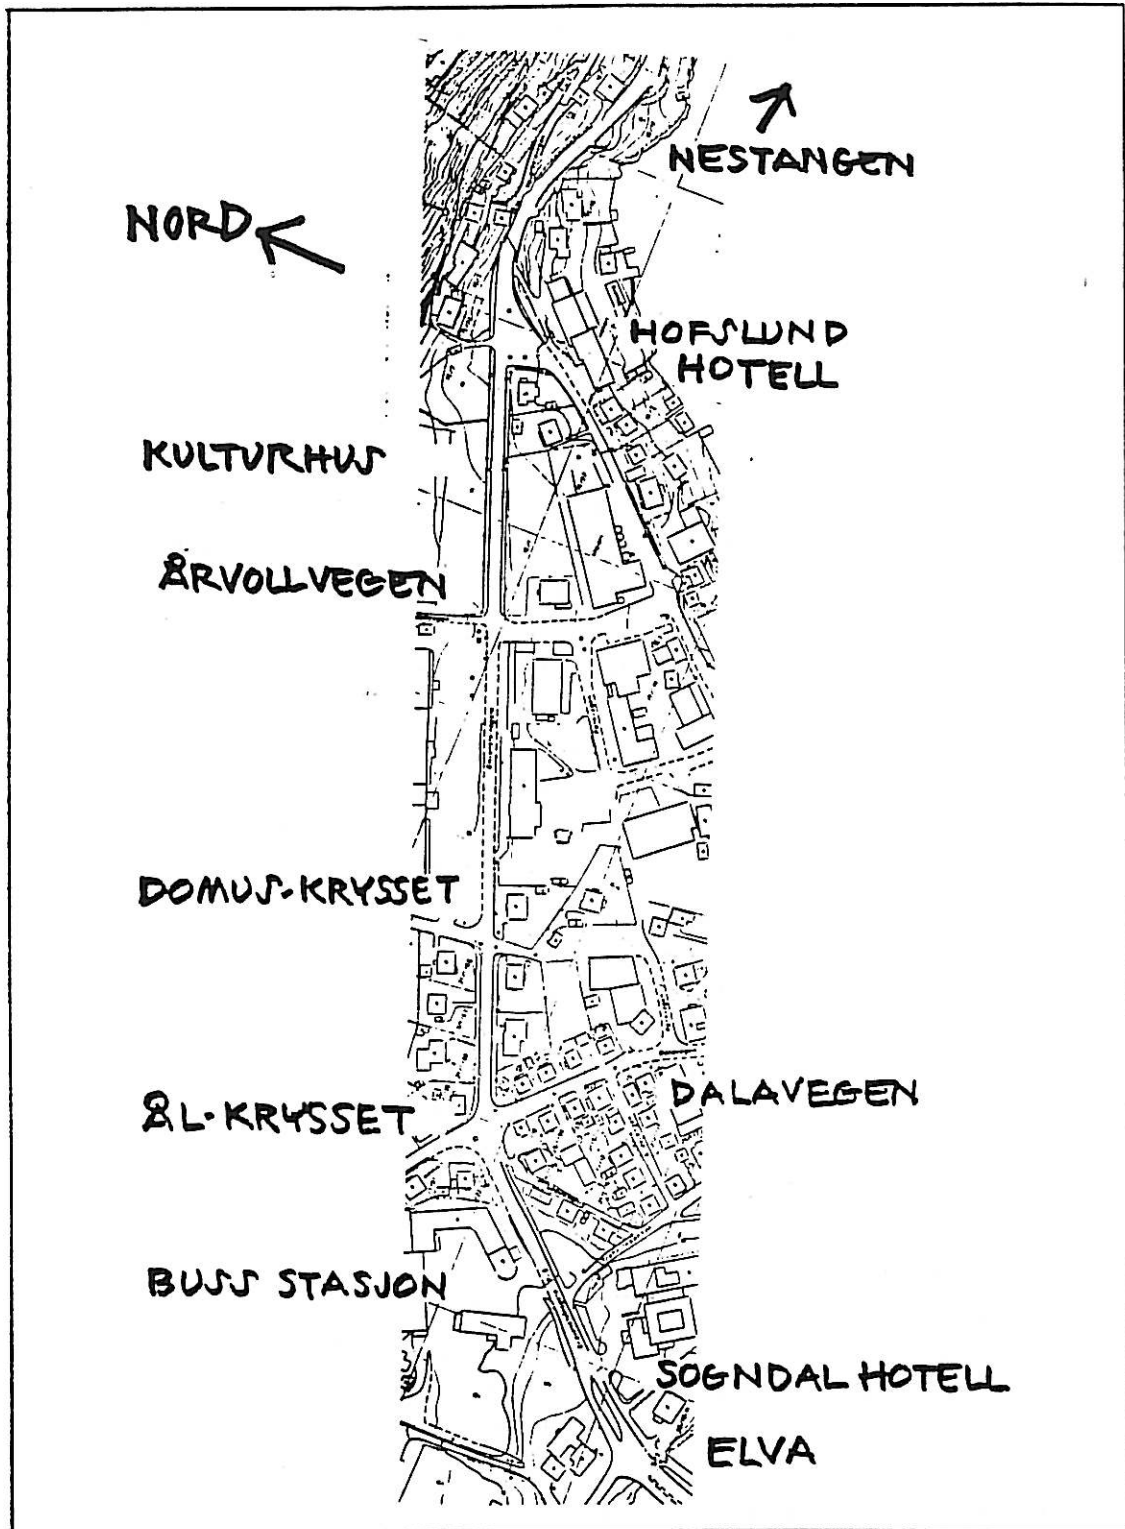 NESTANGEN
NORD
HOFSLUND
HOTELL
KULTURHUS
ÅRVOLLVEGEN
DOMUS-KRYSSET
DALAVEGEN
ÅL-KRYSSET
BUSS STASJON
SOGNDAL HOTELL
ELVA